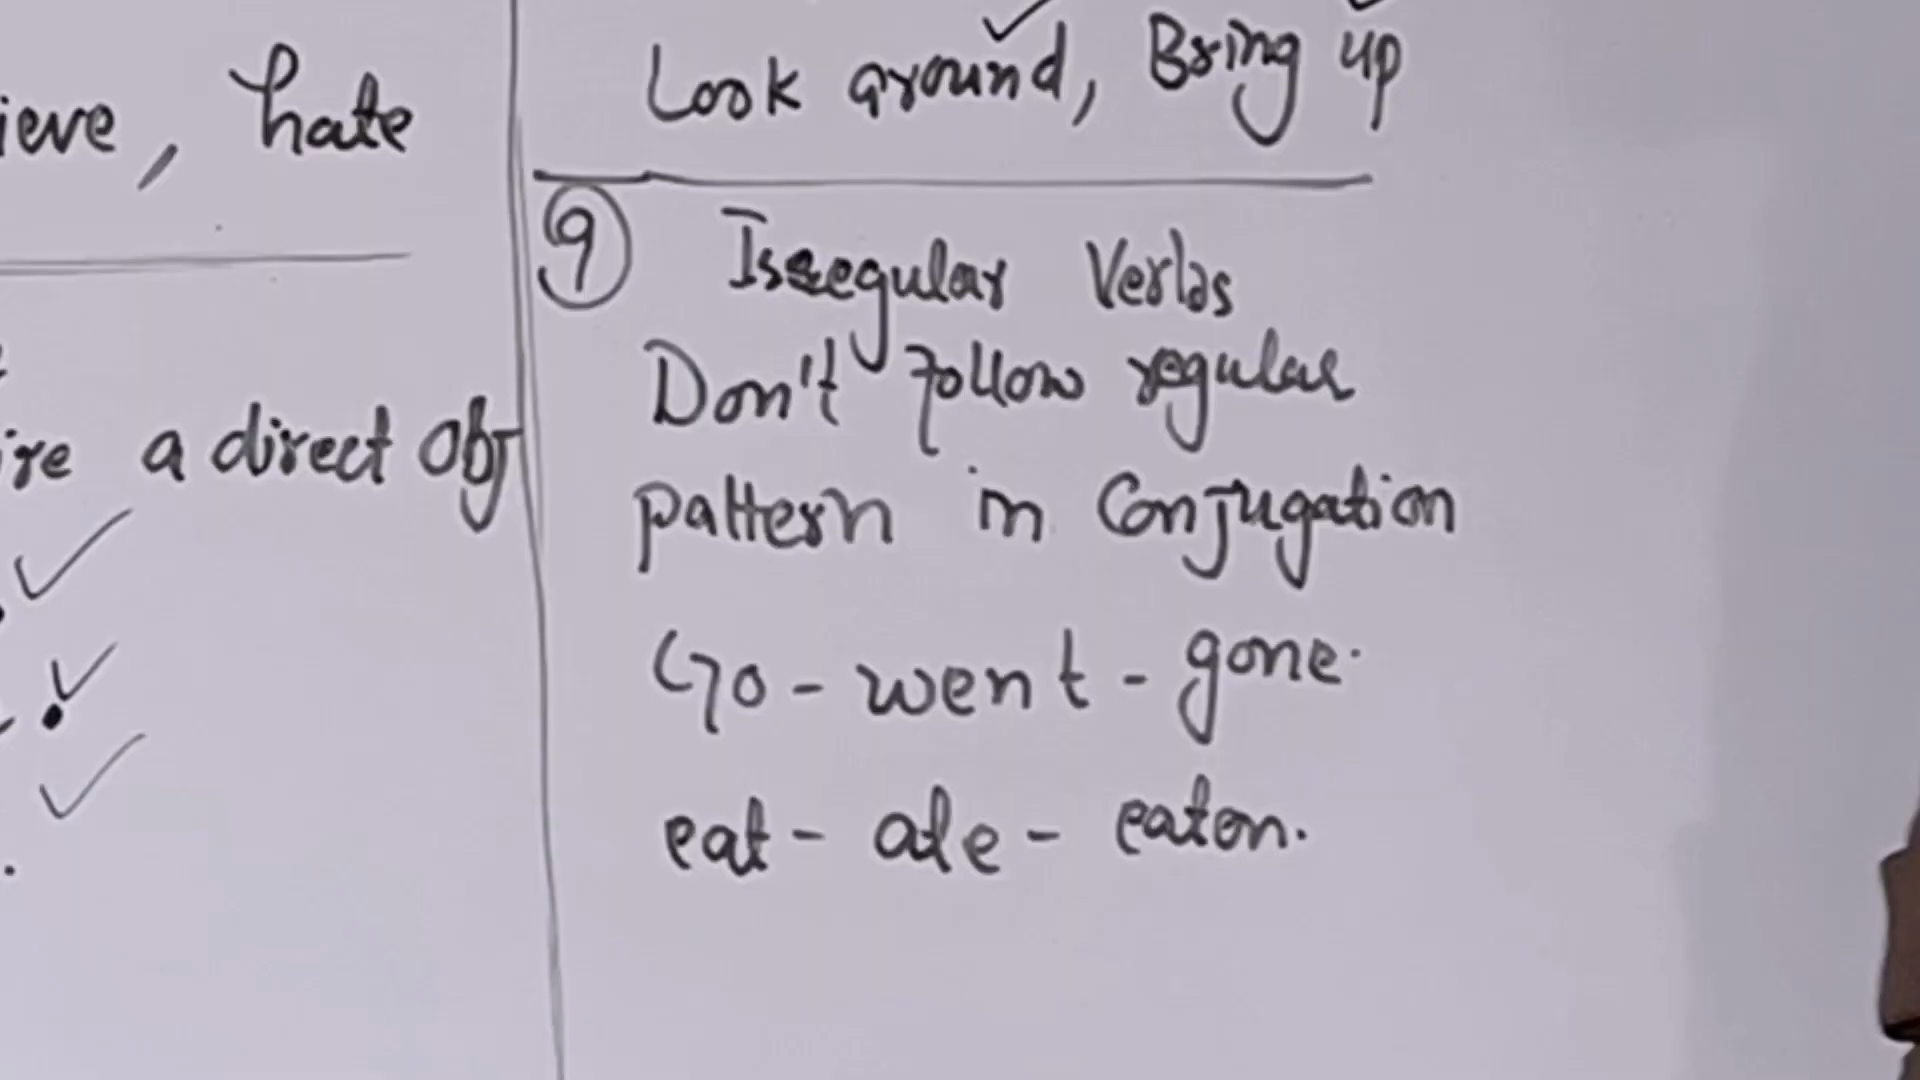 ieve, hate
ire a direct Obj
Look around, Bring up
9 Irregular Verbs
Don't follow regular
pattern in Conjugation
Go - went - gone.
eat - ate - eaten.